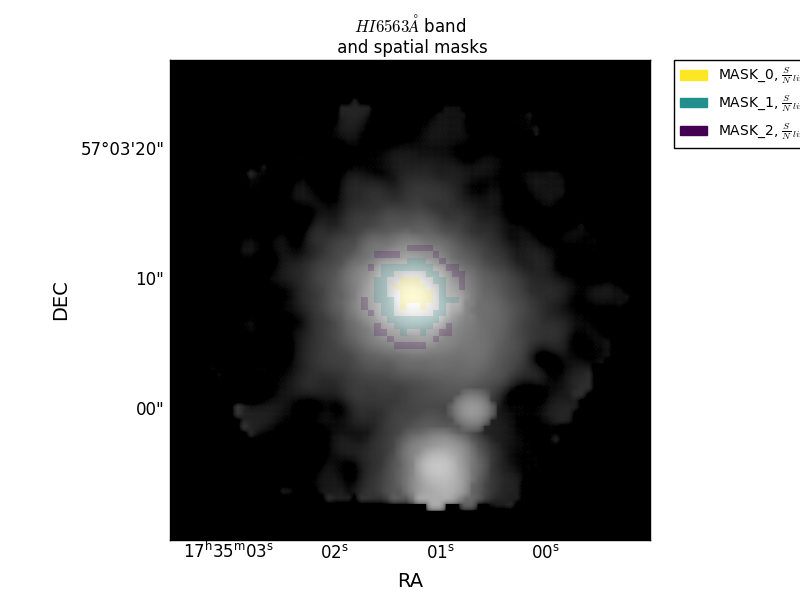 HI6563Å band
and spatial masks
MASK_0, S/N
MASK_1, S/N
MASK_2, S/N
57°03'20"
10"
00"
DEC
17ʰ35ᵐ03ˢ 02ˢ 01ˢ 00ˢ
RA